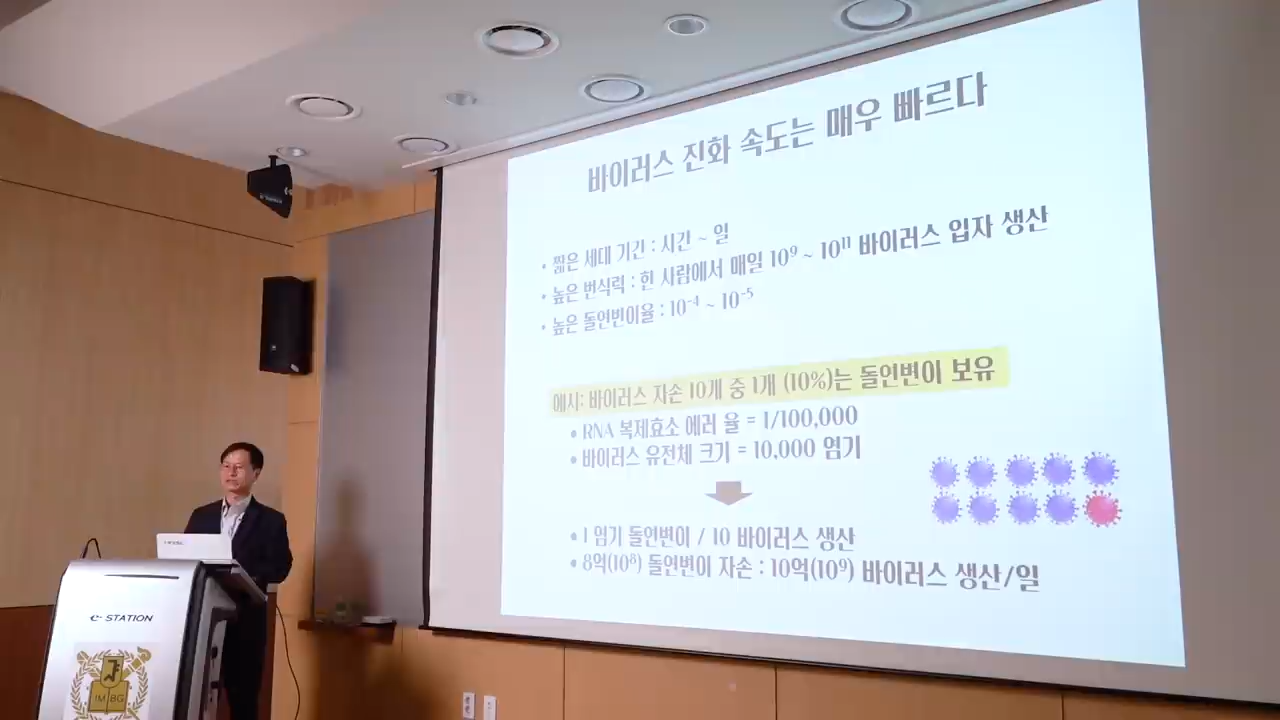 바이러스 진화 속도는 매우 빠르다
• 짧은 세대 기간 : 시간 ~ 일
• 높은 번식력 : 한 사람에서 매일 10⁹ ~ 10¹¹ 바이러스 입자 생산
• 높은 돌연변이율 : 10⁻⁴ ~ 10⁻⁵
예시: 바이러스 자손 10개 중 1개 (10%)는 돌연변이 보유
• RNA 복제효소 에러 율 = 1/100,000
• 바이러스 유전체 크기 = 10,000 염기
• 1 염기 돌연변이 / 10 바이러스 생산
• 8억(10⁸) 돌연변이 자손 : 10억(10⁹) 바이러스 생산/일
e- STATION
IM BG